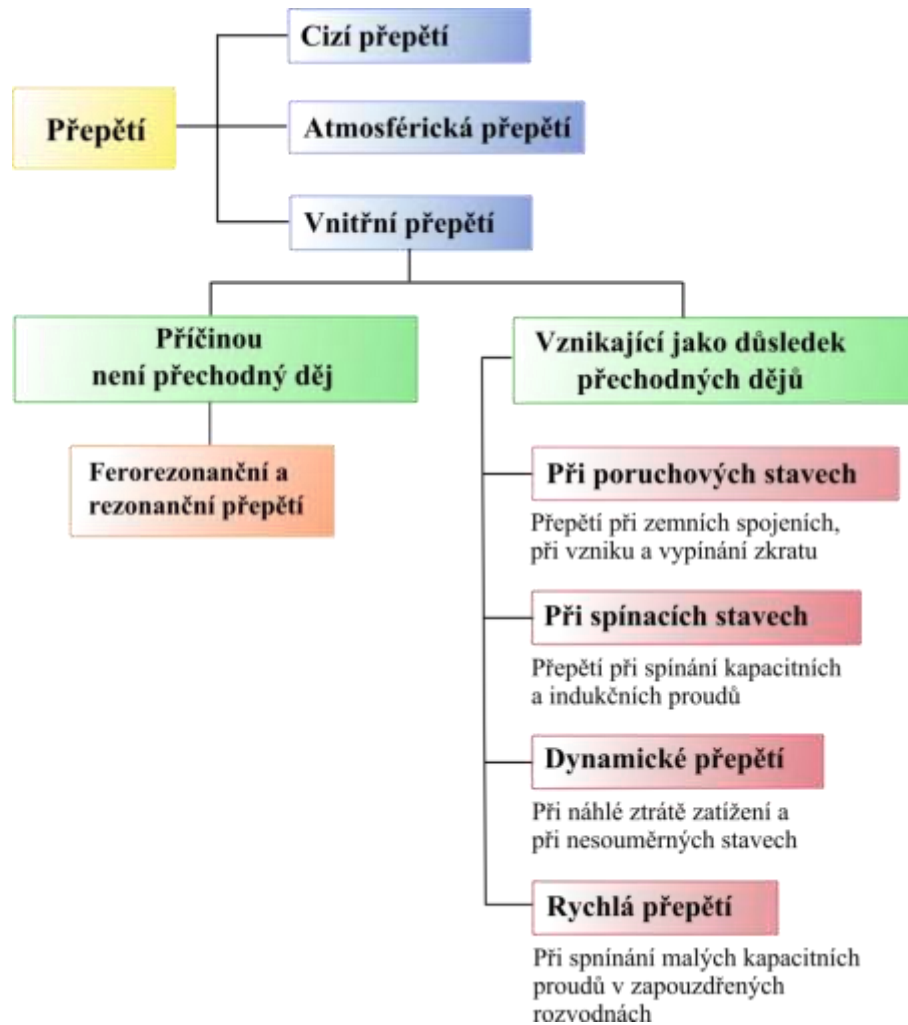 Přepětí
Cizí přepětí
Atmosférická přepětí
Vnitřní přepětí
Příčinou
není přechodný děj
Ferorezonanční a
rezonanční přepětí
Vznikající jako důsledek
přechodných dějů
Při poruchových stavech
Přepětí při zemních spojeních,
při vzniku a vypínání zkratu
Při spínacích stavech
Přepětí při spínání kapacitních
a indukčních proudů
Dynamické přepětí
Při náhlé ztrátě zatížení a
při nesouměrných stavech
Rychlá přepětí
Při spnínání malých kapacitních
proudů v zapouzdřených
rozvodnách